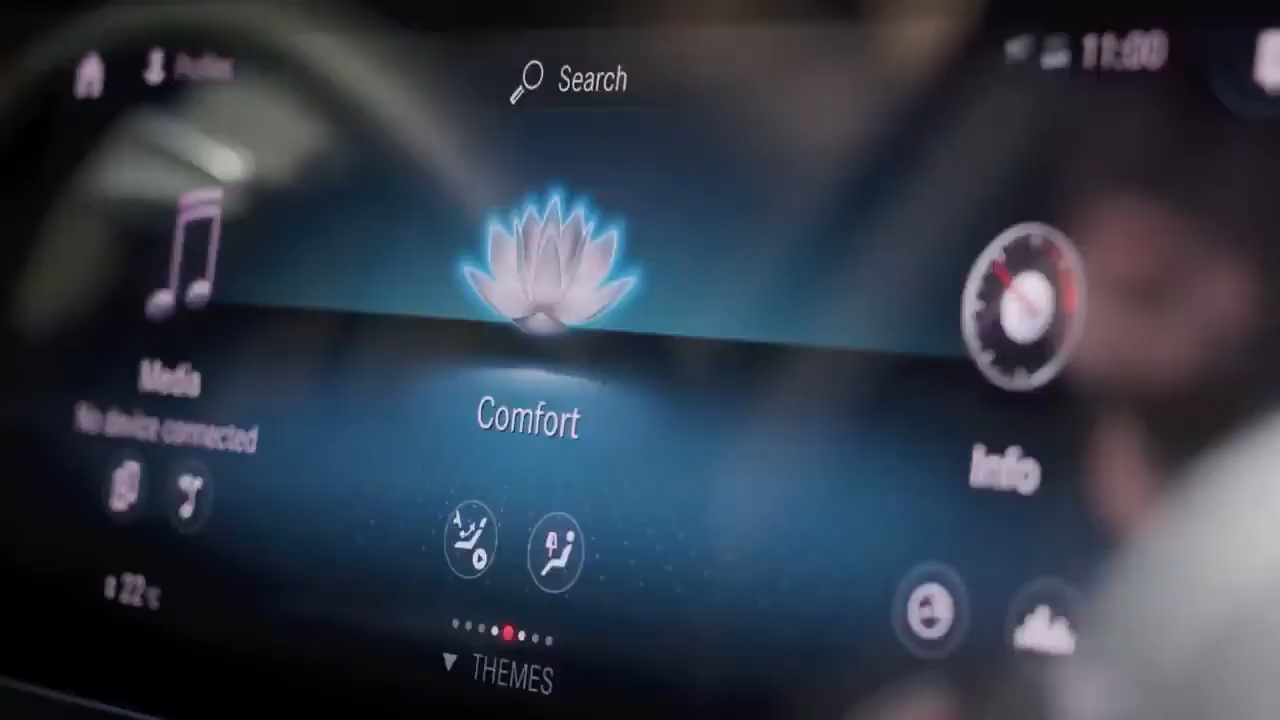 Search
11:00
Media
No device connected
Comfort
Info
22°C
THEMES